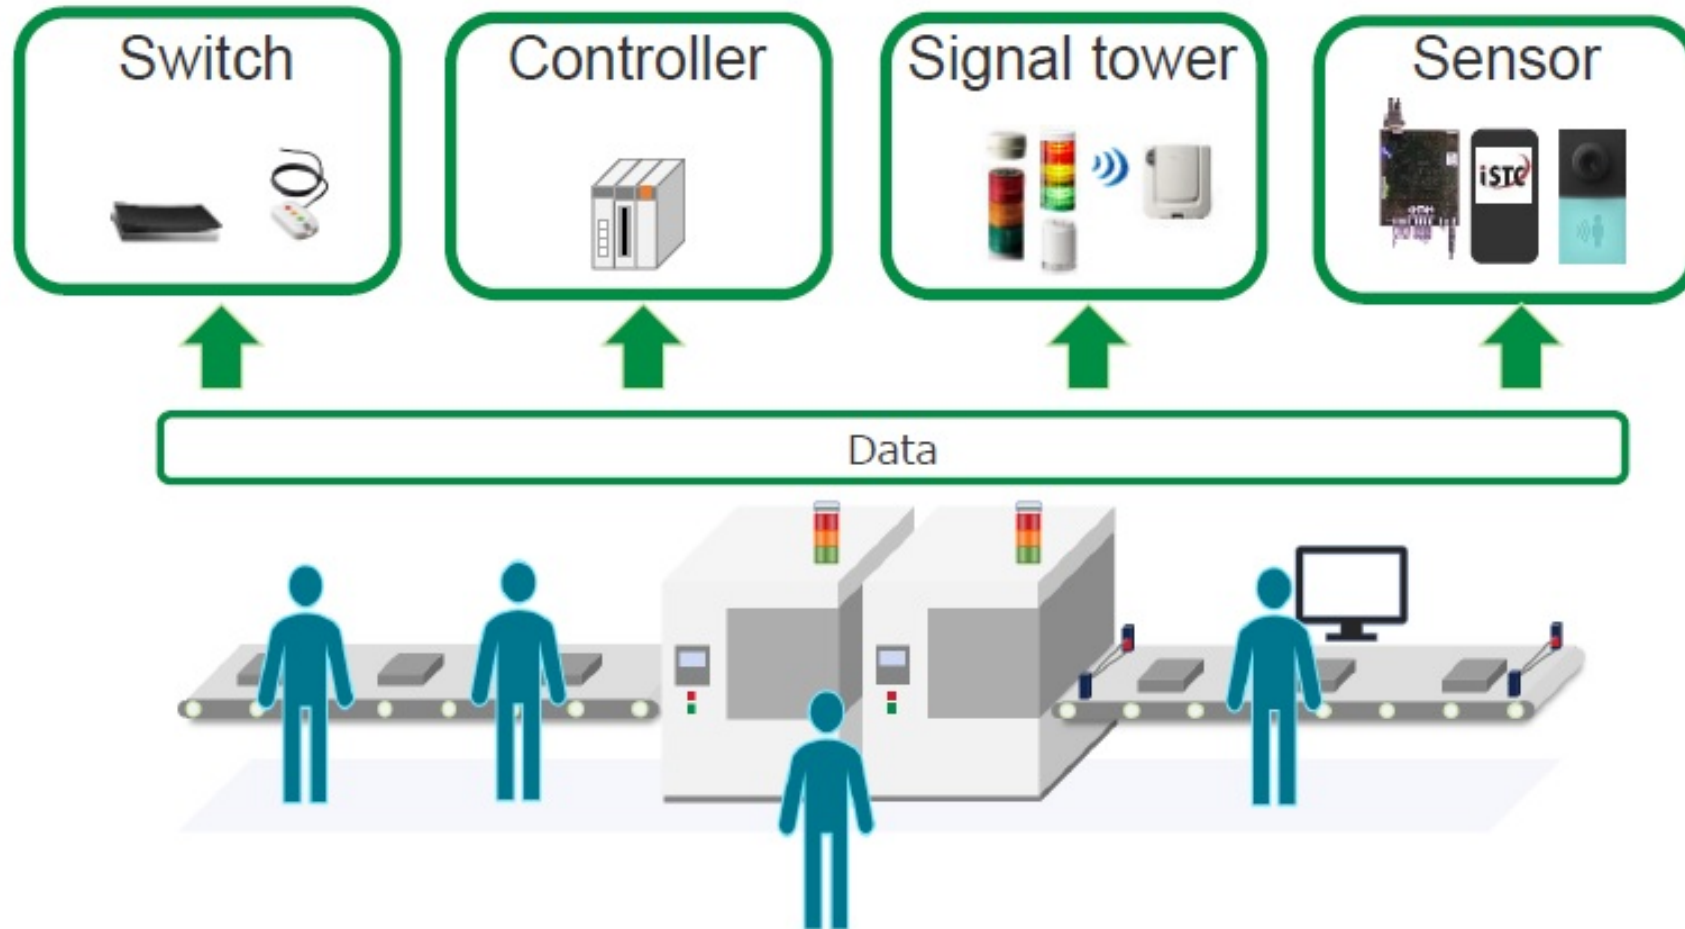 Switch
Controller
Signal tower
Sensor
iSTC
Data